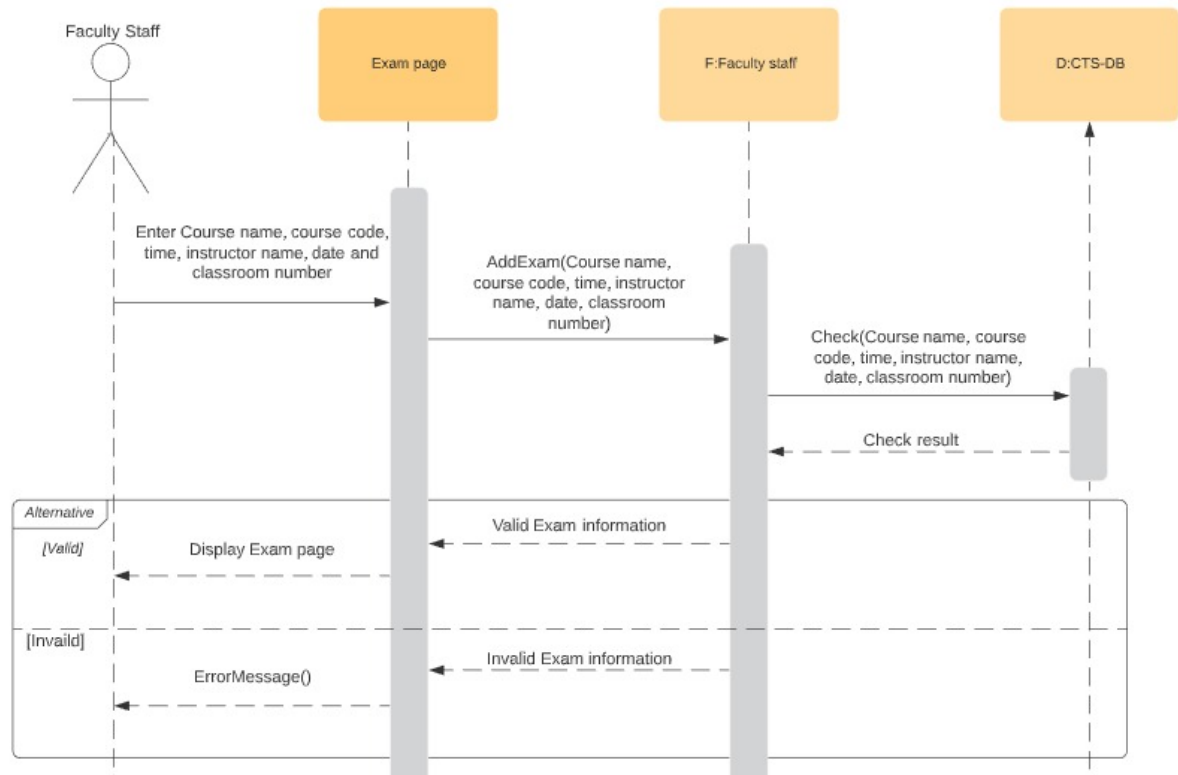 Faculty Staff
Exam page
F:Faculty staff
D:CTS-DB
Enter Course name, course code,
time, instructor name, date and
classroom number
AddExam(Course name,
course code, time, instructor
name, date, classroom
number)
Check(Course name, course
code, time, instructor name,
date, classroom number)
Check result
Alternative
Valid Exam information
[Valid]
Display Exam page
[Invaild]
Invalid Exam information
ErrorMessage()